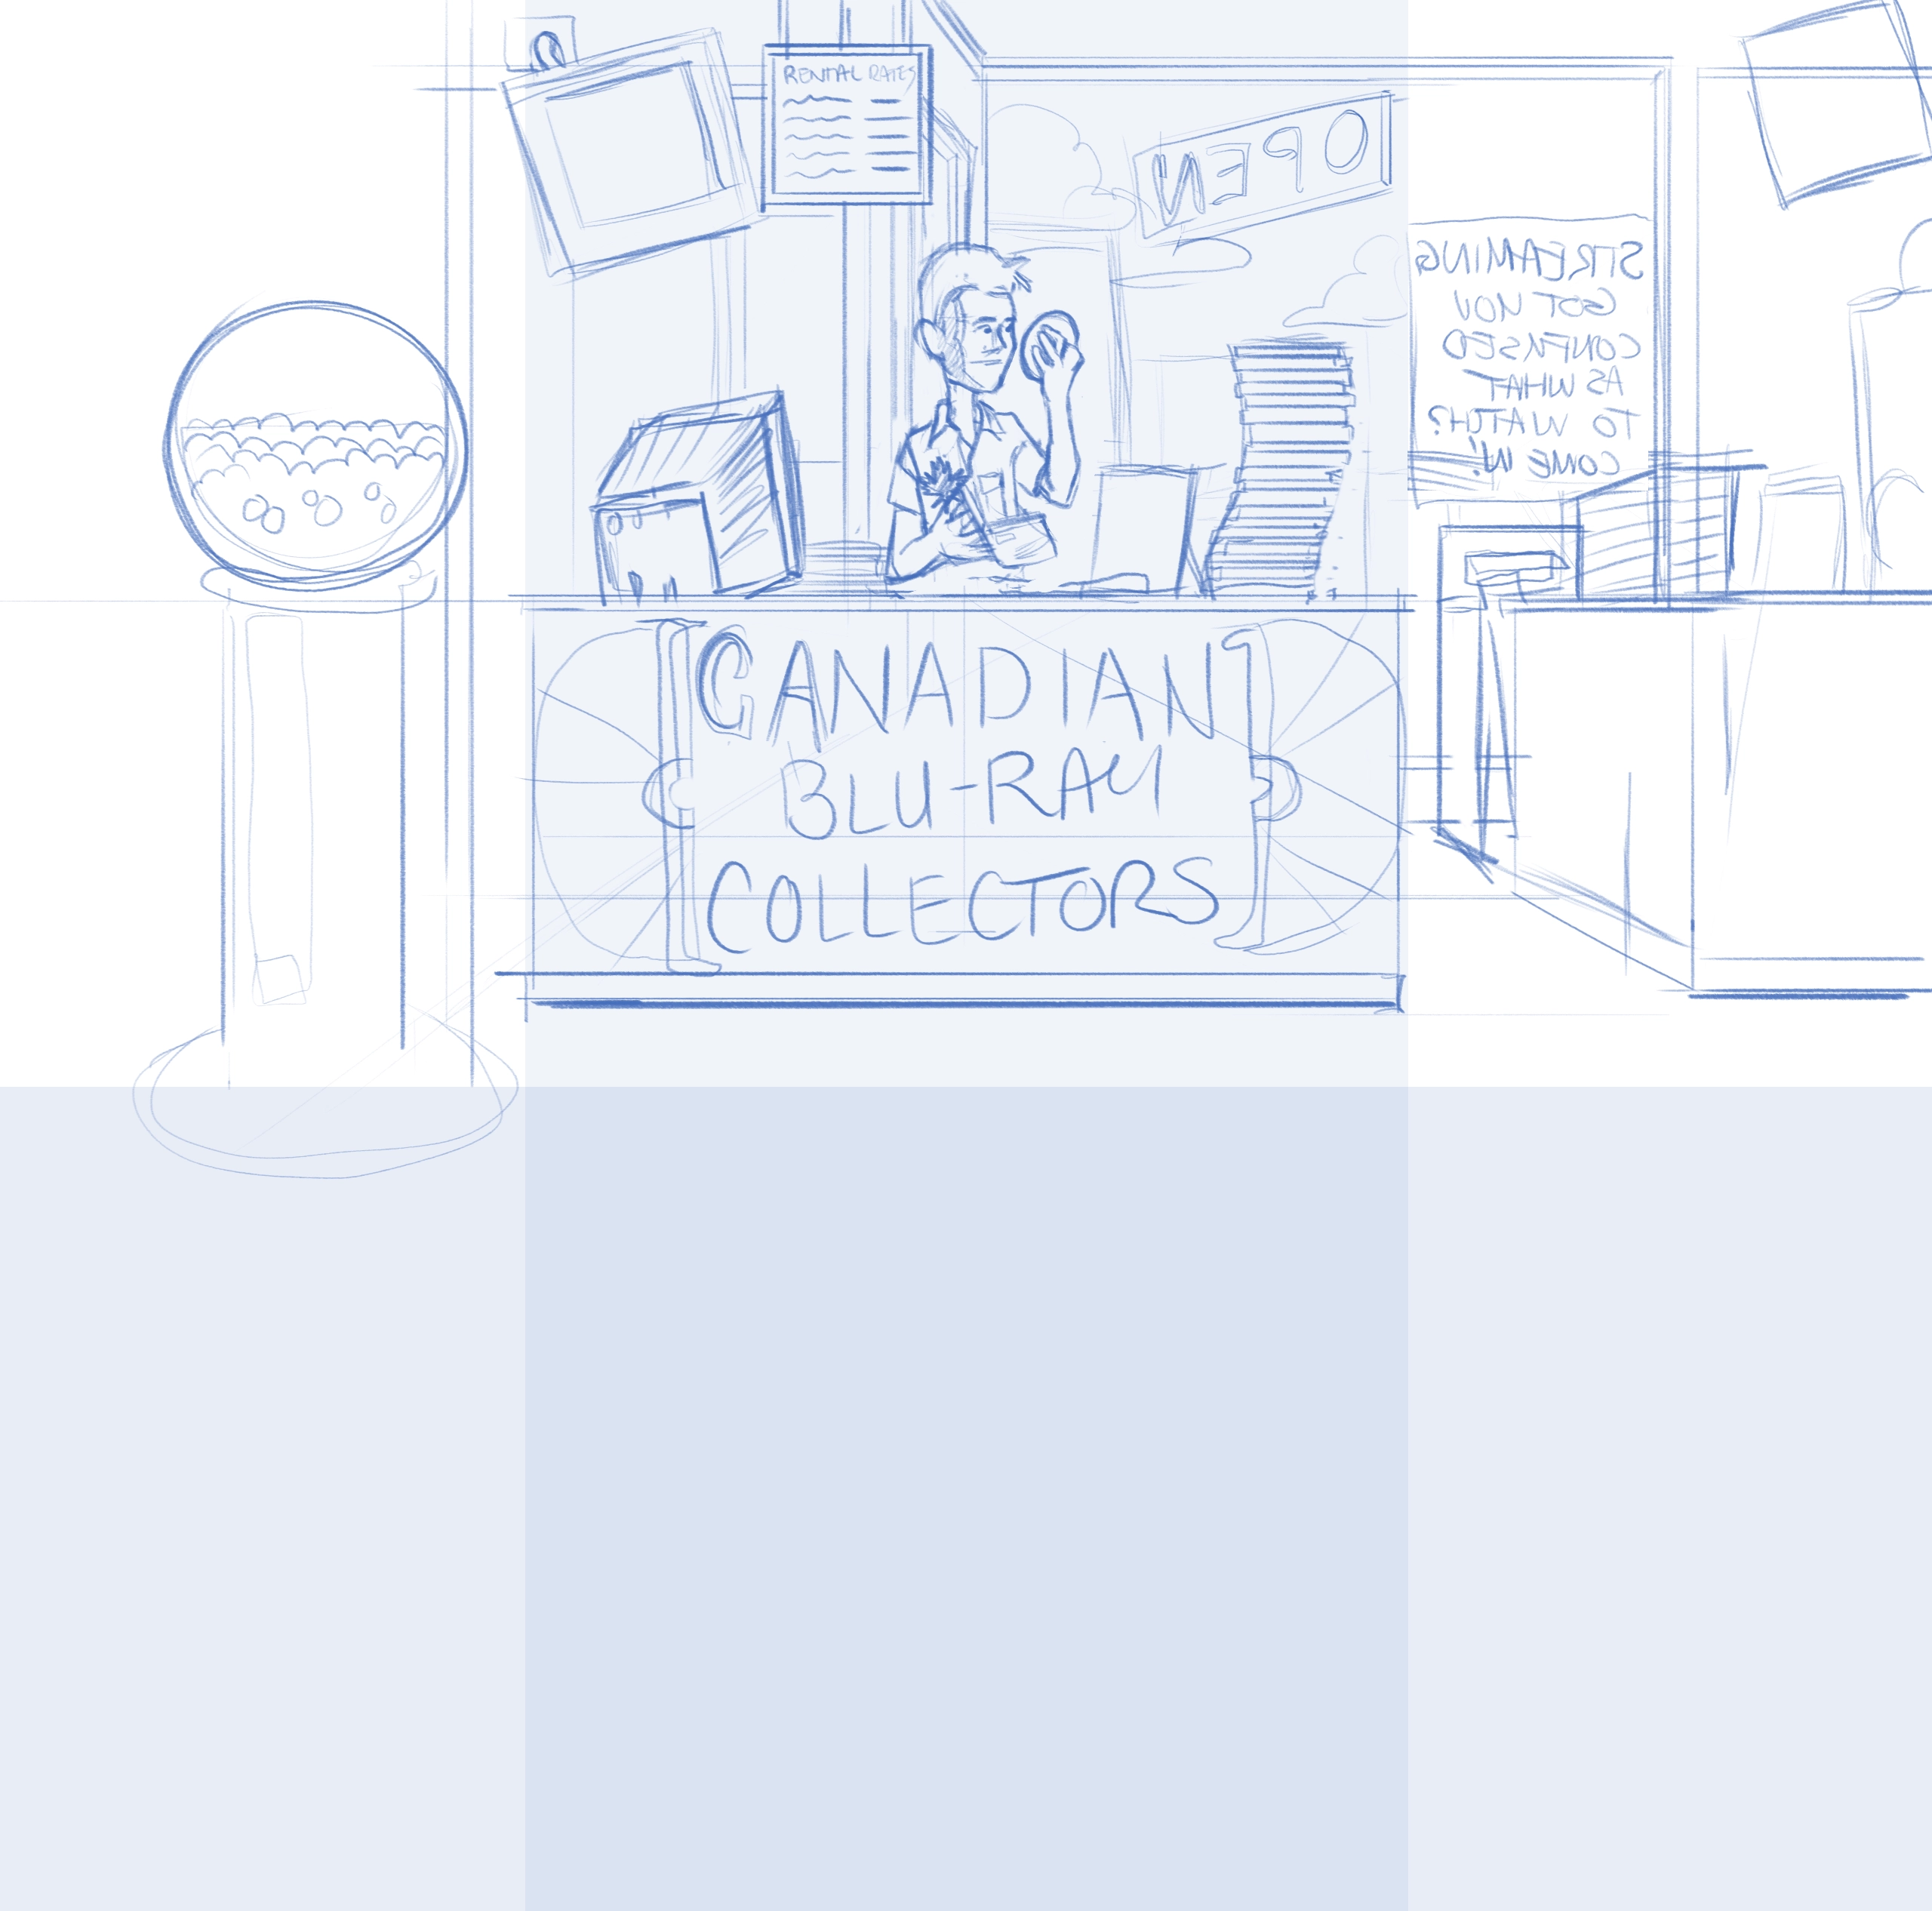 RENTAL RATES
OPEN
STREAMING
GOT YOU
CONFUSED
AS WHAT
TO WATCH?
COME IN!
CANADIAN
BLU-RAY
COLLECTORS